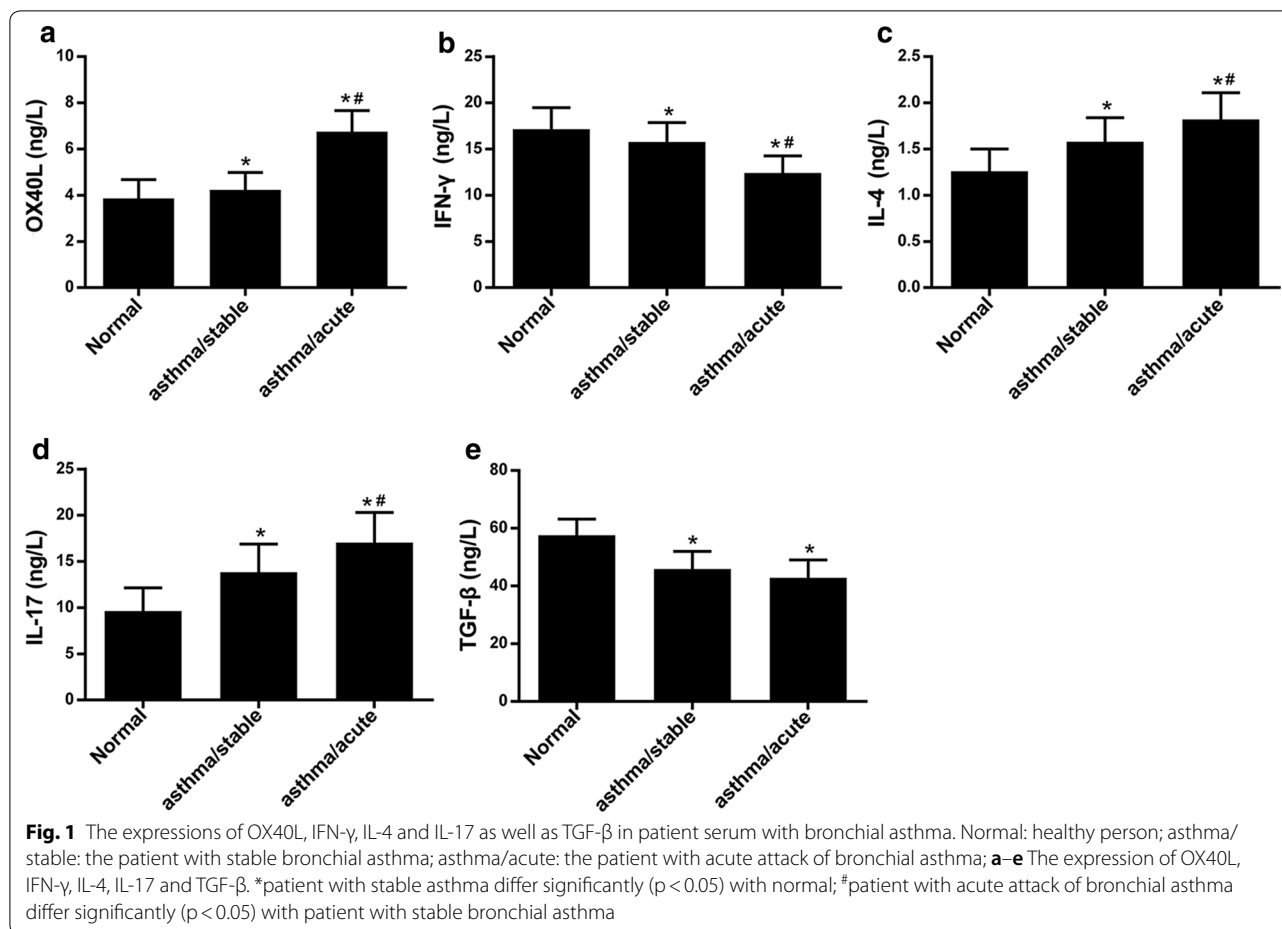 a
10
8
6
4
2
0
OX40L (ng/L)
*
*#
Normal
asthma/stable
asthma/acute
b
25
20
15
10
5
0
IFN-γ (ng/L)
*
*#
Normal
asthma/stable
asthma/acute
c
2.5
2.0
1.5
1.0
0.5
0.0
IL-4 (ng/L)
*
*#
Normal
asthma/stable
asthma/acute
d
25
20
15
10
5
0
IL-17 (ng/L)
*
*#
Normal
asthma/stable
asthma/acute
e
80
60
40
20
0
TGF-β (ng/L)
*
*
Normal
asthma/stable
asthma/acute
Fig. 1 The expressions of OX40L, IFN-γ, IL-4 and IL-17 as well as TGF-β in patient serum with bronchial asthma. Normal: healthy person; asthma/
stable: the patient with stable bronchial asthma; asthma/acute: the patient with acute attack of bronchial asthma; a–e The expression of OX40L,
IFN-γ, IL-4, IL-17 and TGF-β. *patient with stable asthma differ significantly (p < 0.05) with normal; #patient with acute attack of bronchial asthma
differ significantly (p < 0.05) with patient with stable bronchial asthma